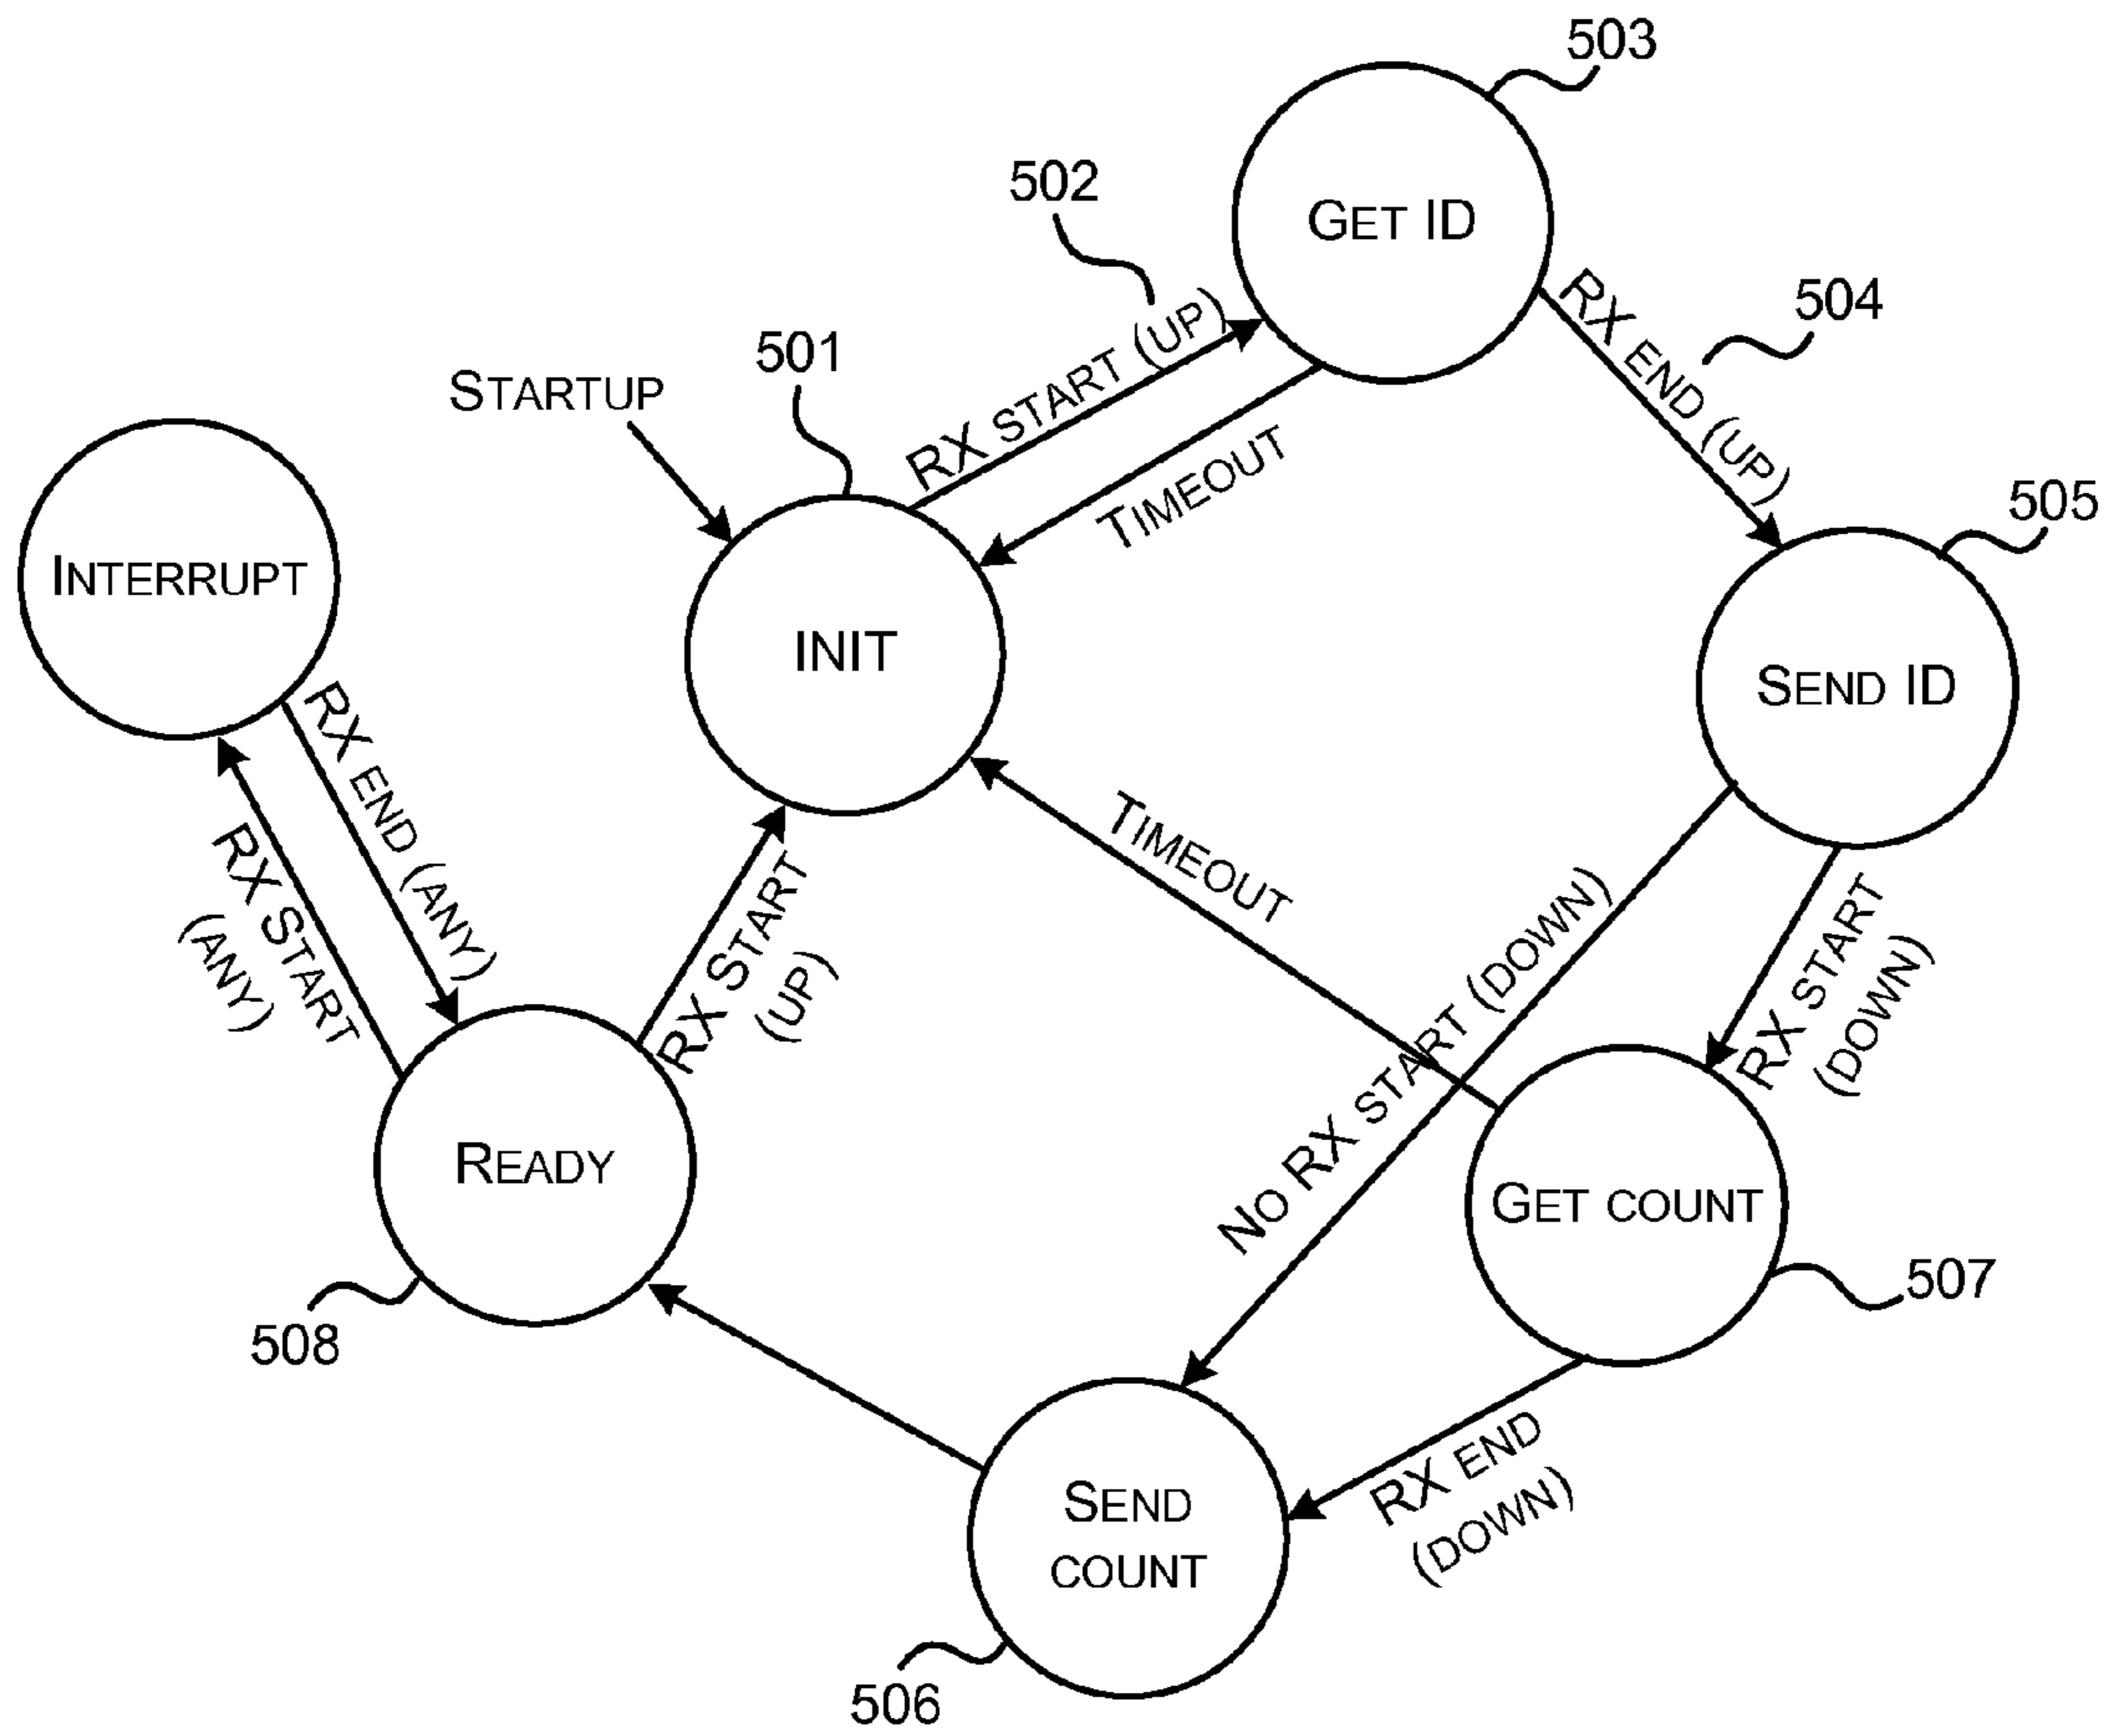 503
502
GET ID
504
RX START (UP)
RX END (UP)
501
STARTUP
TIMEOUT
505
INTERRUPT
INIT
SEND ID
RX END (ANY)
RX START
(ANY)
TIMEOUT
RX START
(UP)
NO RX START (DOWN)
RX START
(DOWN)
READY
GET COUNT
507
508
RX END
(DOWN)
SEND
COUNT
506